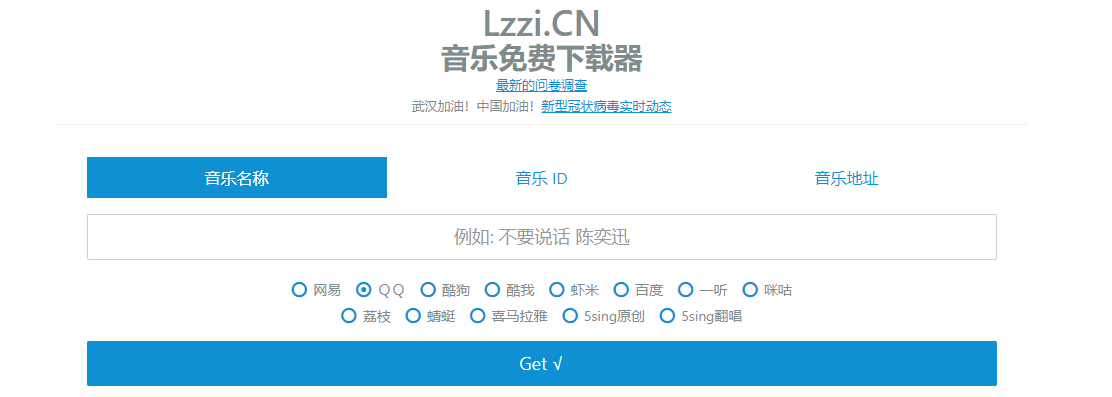 Lzzi.CN
音乐免费下载器
最新的问卷调查
武汉加油！中国加油！新型冠状病毒实时动态
音乐名称 音乐 ID 音乐地址
例如: 不要说话 陈奕迅
网易 Q Q 酷狗 酷我 虾米 百度 一听 咪咕
荔枝 蜻蜓 喜马拉雅 5sing原创 5sing翻唱
Get √